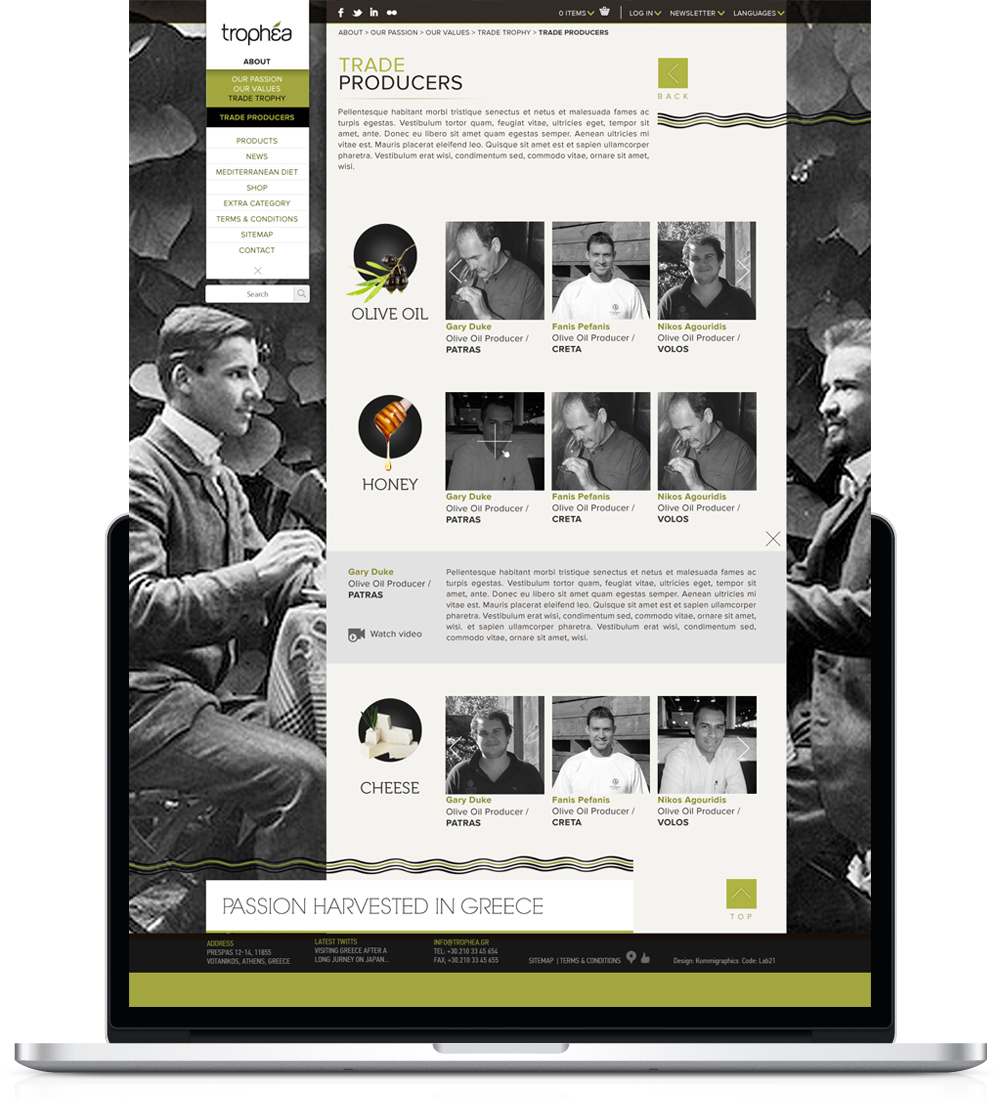 trophéa
ABOUT
OUR PASSION
OUR VALUES
TRADE TROPHY
TRADE PRODUCERS
PRODUCTS
NEWS
MEDITERRANEAN DIET
SHOP
EXTRA CATEGORY
TERMS & CONDITIONS
SITEMAP
CONTACT
Search
0 ITEMS LOG IN NEWSLETTER LANGUAGES
ABOUT > OUR PASSION > OUR VALUES > TRADE TROPHY > TRADE PRODUCERS
TRADE
PRODUCERS
BACK
Pellentesque habitant morbi tristique senectus et netus et malesuada fames ac
turpis egestas. Vestibulum tortor quam, feugiat vitae, ultricies eget, tempor sit
amet, ante. Donec eu libero sit amet quam egestas semper. Aenean ultricies mi
vitae est. Mauris placerat eleifend leo. Quisque sit amet est et sapien ullamcorper
pharetra. Vestibulum erat wisi, condimentum sed, commodo vitae, ornare sit amet,
wisi.
OLIVE OIL
Gary Duke
Olive Oil Producer /
PATRAS
Fanis Pefanis
Olive Oil Producer /
CRETA
Nikos Agouridis
Olive Oil Producer /
VOLOS
HONEY
Gary Duke
Olive Oil Producer /
PATRAS
Fanis Pefanis
Olive Oil Producer /
CRETA
Nikos Agouridis
Olive Oil Producer /
VOLOS
Gary Duke
Olive Oil Producer /
PATRAS
Watch video
Pellentesque habitant morbi tristique senectus et netus et malesuada fames ac
turpis egestas. Vestibulum tortor quam, feugiat vitae, ultricies eget, tempor sit
amet, ante. Donec eu libero sit amet quam egestas semper. Aenean ultricies mi
vitae est. Mauris placerat eleifend leo. Quisque sit amet est et sapien ullamcorper
pharetra. Vestibulum erat wisi, condimentum sed, commodo vitae, ornare sit amet,
wisi. et sapien ullamcorper pharetra. Vestibulum erat wisi, condimentum sed,
commodo vitae, ornare sit amet, wisi.
CHEESE
Gary Duke
Olive Oil Producer /
PATRAS
Fanis Pefanis
Olive Oil Producer /
CRETA
Nikos Agouridis
Olive Oil Producer /
VOLOS
PASSION HARVESTED IN GREECE
TOP
ADDRESS
PRESPAS 12-14, 11855
VOTANIKOS, ATHENS, GREECE
LATEST TWITTS
VISITING GREECE AFTER A
LONG JURNEY ON JAPAN...
INFO@TROPHEA.GR
TEL: +30.210 33 45 654
FAX, +30.210 33 45 655
SITEMAP | TERMS & CONDITIONS
Design: Kommigraphics Code: Lab21